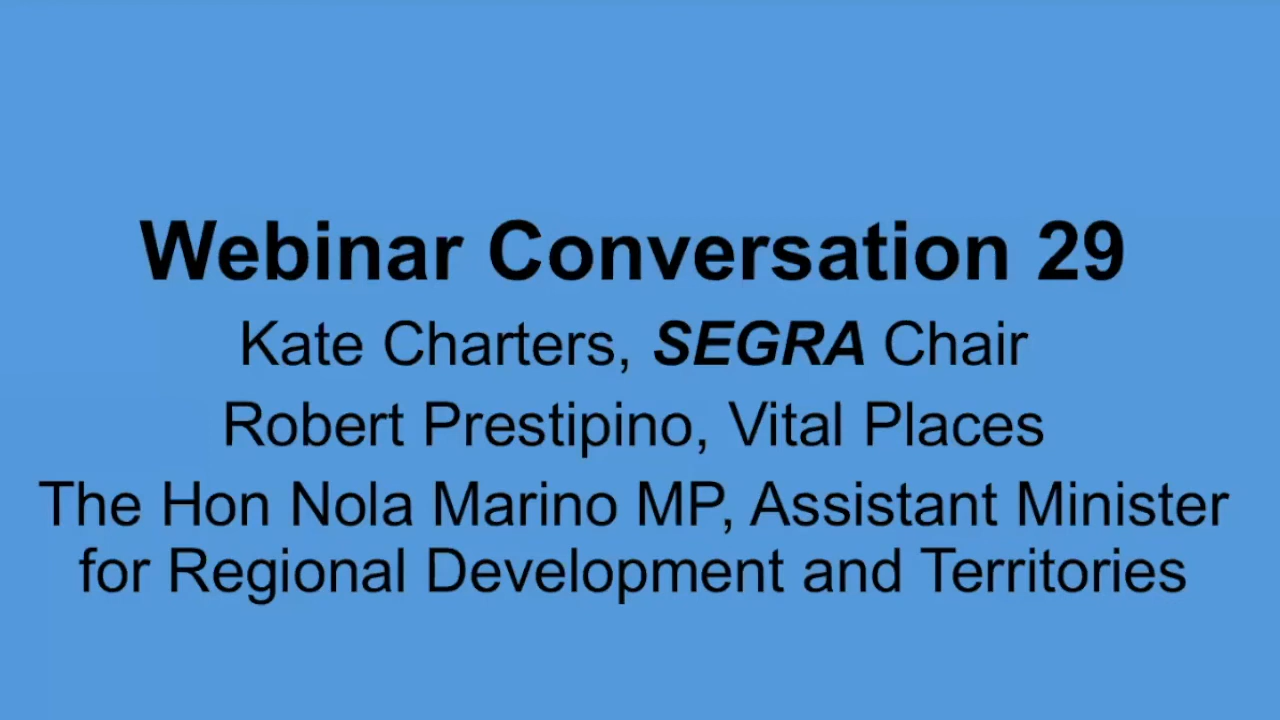 Webinar Conversation 29
Kate Charters, SEGRA Chair
Robert Prestipino, Vital Places
The Hon Nola Marino MP, Assistant Minister
for Regional Development and Territories